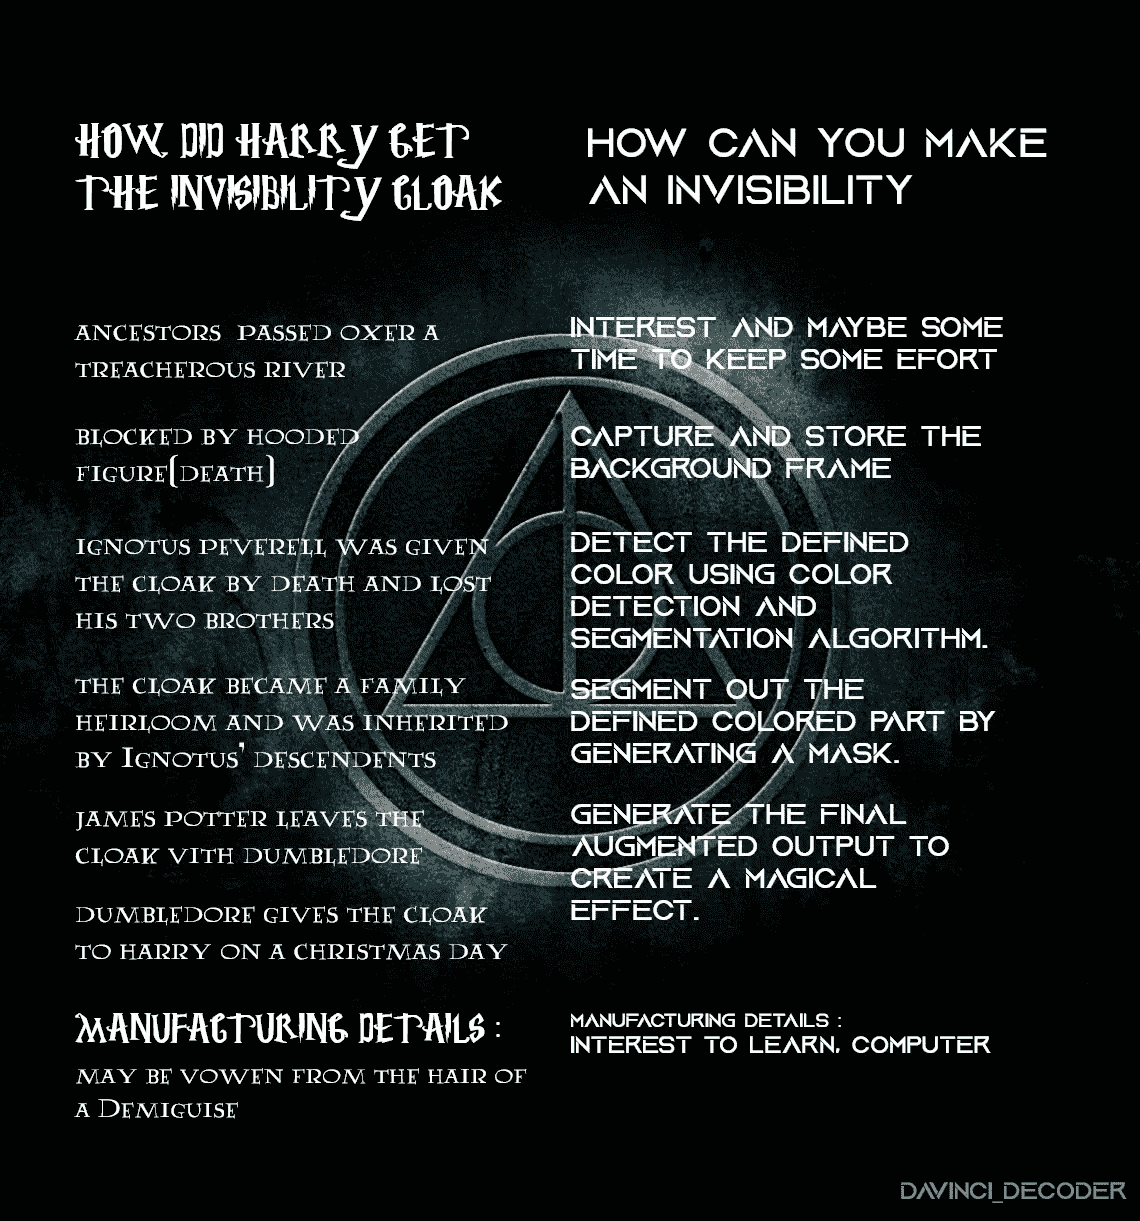 HOW DID HARRY GET
THE INVISIBILITY CLOAK
ANCESTORS PASSED OXER A
TREACHEROUS RIVER
BLOCKED BY HOODED
FIGURE(DEATH)
IGNOTUS PEVERELL WAS GIVEN
THE CLOAK BY DEATH AND LOST
HIS TWO BROTHERS
THE CLOAK BECAME A FAMILY
HEIRLOOM AND WAS INHERITED
BY IGNOTUS' DESCENDENTS
JAMES POTTER LEAVES THE
CLOAK VITH DUMBLEDORE
DUMBLEDORE GIVES THE CLOAK
TO HARRY ON A CHRISTMAS DAY
MANUFACTURING DETAILS :
MAY BE VOWEN FROM THE HAIR OF
A DEMIGUISE
HOW CAN YOU MAKE
AN INVISIBILITY
INTEREST AND MAYBE SOME
TIME TO KEEP SOME EFORT
CAPTURE AND STORE THE
BACKGROUND FRAME
DETECT THE DEFINED
COLOR USING COLOR
DETECTION AND
SEGMENTATION ALGORITHM.
SEGMENT OUT THE
DEFINED COLORED PART BY
GENERATING A MASK.
GENERATE THE FINAL
AUGMENTED OUTPUT TO
CREATE A MAGICAL
EFFECT.
MANUFACTURING DETAILS :
INTEREST TO LEARN, COMPUTER
DAVINCI_DECODER